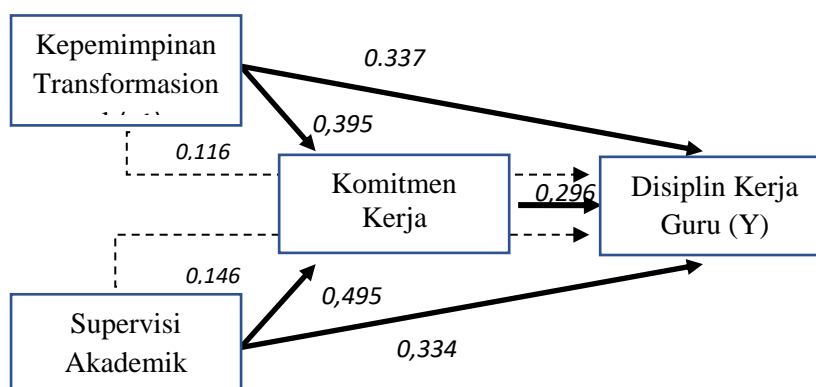 Kepemimpinan
Transformasion
0.337
0,395
0,116
Komitmen
Kerja
0,296
Disiplin Kerja
Guru (Y)
0,146
0,495
Supervisi
Akademik
0,334